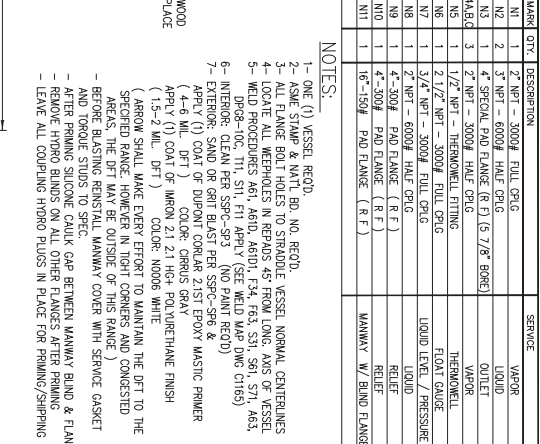 MARK QTY. DESCRIPTION SERVICE
N1 1 2" NPT - 3000# FULL CPLG VAPOR
N2 2 3" NPT - 6000# HALF CPLG LIQUID
N3 1 4" SPECIAL PAD FLANGE (R F) (5 7/8" BORE) OUTLET
4A,B,C 3 2" NPT - 3000# HALF CPLG VAPOR
N5 1 1/2" NPT - THERMOWELL FITTING THERMOWELL
N6 1 2 1/2" NPT - 3000# FULL CPLG FLOAT GAUGE
N7 1 3/4" NPT - 3000# FULL CPLG LIQUID LEVEL / PRESSURE
N8 1 2" NPT - 6000# HALF CPLG LIQUID
N9 1 4"-300# PAD FLANGE ( R F ) RELIEF
N10 1 4"-300# PAD FLANGE ( R F ) RELIEF
N11 1 16"-150# PAD FLANGE ( R F ) MANWAY W/ BLIND FLANGE
NOTES:
1- ONE (1) VESSEL REQ'D.
2- ASME STAMP & NAT'L BD. NO. REQ'D.
3- ALL FLANGE BOLT HOLES TO STRADDLE VESSEL NORMAL CENTERLINES
4- LOCATE ALL WEEPHOLES IN REPADS 45° FROM LONG. AXIS OF VESSEL
5- WELD PROCEDURES A61, A61D, A61D1, F34, F63, S31, S61, S71, A63,
DPC8-10C, T11, S11, F11 APPLY (SEE WELD MAP DWG C1165)
6- INTERIOR: CLEAN PER SSPC-SP3 (NO PAINT REQ'D)
7- EXTERIOR: SAND OR GRIT BLAST PER SSPC-SP6 &
APPLY (1) COAT OF DUPONT CORLAR 2.1ST EPOXY MASTIC PRIMER
( 4-6 MIL. DFT ) COLOR: CIRRUS GRAY
APPLY (1) COAT OF IMRON 2.1 2.1 HG+ POLYURETHANE FINISH
( 1.5-2 MIL. DFT ) COLOR: N0006 WHITE
( ARROW SHALL MAKE EVERY EFFORT TO MAINTAIN THE DFT TO THE
SPECIFIED RANGE, HOWEVER IN TIGHT CORNERS AND CONGESTED
AREAS, THE DFT MAY BE OUTSIDE OF THIS RANGE )
- BEFORE BLASTING REINSTALL MANWAY COVER WITH SERVICE GASKET
AND TORQUE STUDS TO SPEC
- AFTER PRIMING SILICONE CAULK GAP BETWEEN MANWAY BLIND & FLAN
- REMOVE HYDRO BLINDS ON ALL OTHER FLANGES AFTER PRIMING
- LEAVE ALL COUPLING HYDRO PLUGS IN PLACE FOR PRIMING/SHIPPING
WOOD
PLACE